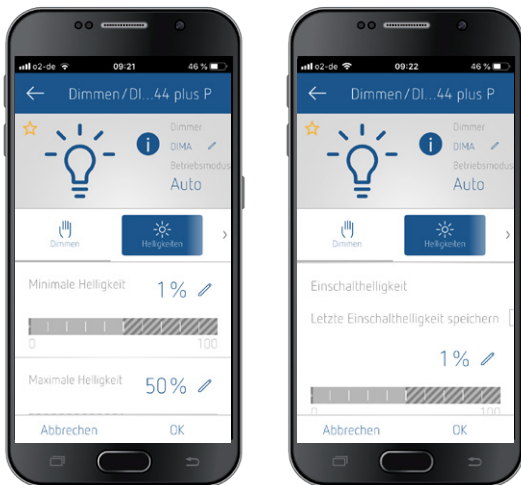 o2-de 09:21 46 %
Dimmen/DI...44 plus P
Dimmer
DIMA
Betriebsmodus
Auto
Dimmen
Helligkeiten
Minimale Helligkeit 1%
0 100
Maximale Helligkeit 50%
Abbrechen OK
o2-de 09:22 46 %
Dimmen/DI...44 plus P
Dimmer
DIMA
Betriebsmodus
Auto
Dimmen
Helligkeiten
Einschalthelligkeit
Letzte Einschalthelligkeit speichern
1%
0 100
Abbrechen OK